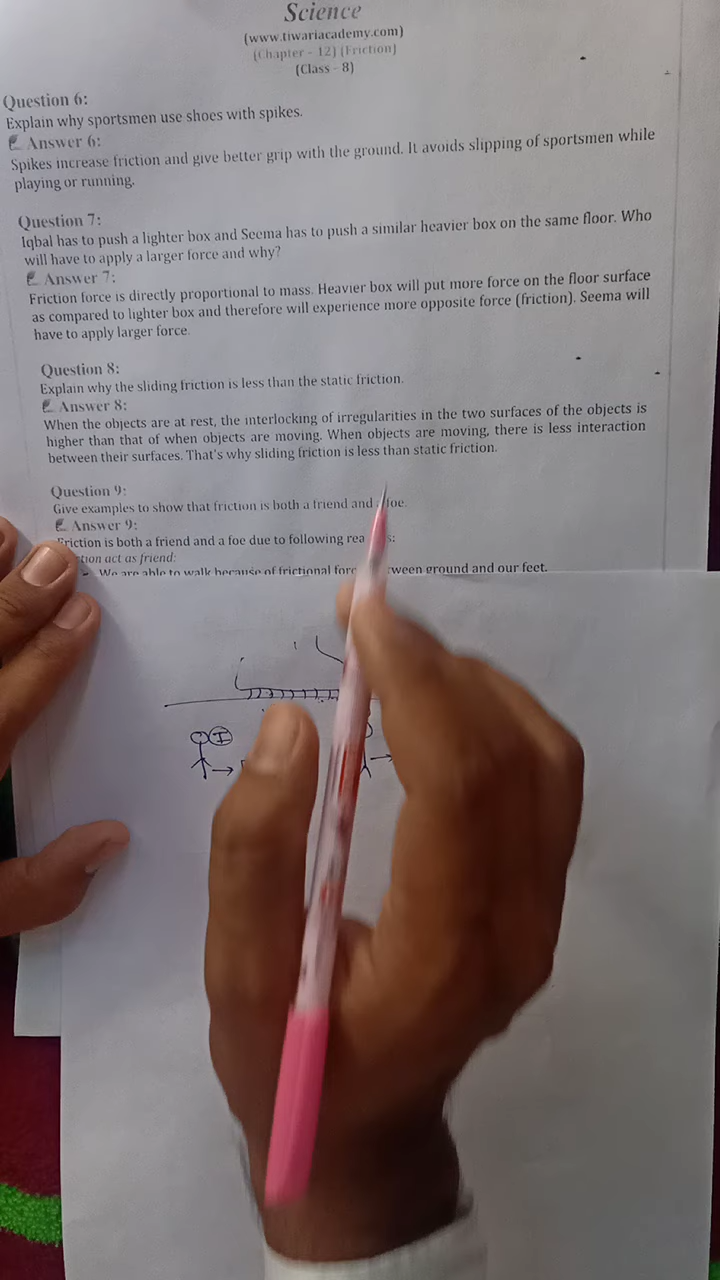 Science
(www.tiwariacademy.com)
(Chapter - 12) (Friction)
(Class - 8)
Question 6:
Explain why sportsmen use shoes with spikes.
Answer 6:
Spikes increase friction and give better grip with the ground. It avoids slipping of sportsmen while
playing or running.
Question 7:
Iqbal has to push a lighter box and Seema has to push a similar heavier box on the same floor. Who
will have to apply a larger force and why?
Answer 7:
Friction force is directly proportional to mass. Heavier box will put more force on the floor surface
as compared to lighter box and therefore will experience more opposite force (friction). Seema will
have to apply larger force.
Question 8:
Explain why the sliding friction is less than the static friction.
Answer 8:
When the objects are at rest, the interlocking of irregularities in the two surfaces of the objects is
higher than that of when objects are moving. When objects are moving, there is less interaction
between their surfaces. That's why sliding friction is less than static friction.
Question 9:
Give examples to show that friction is both a friend and a foe.
Answer 9:
Friction is both a friend and a foe due to following
act as friend:
We are able to walk because of frictional ground and our feet.
I